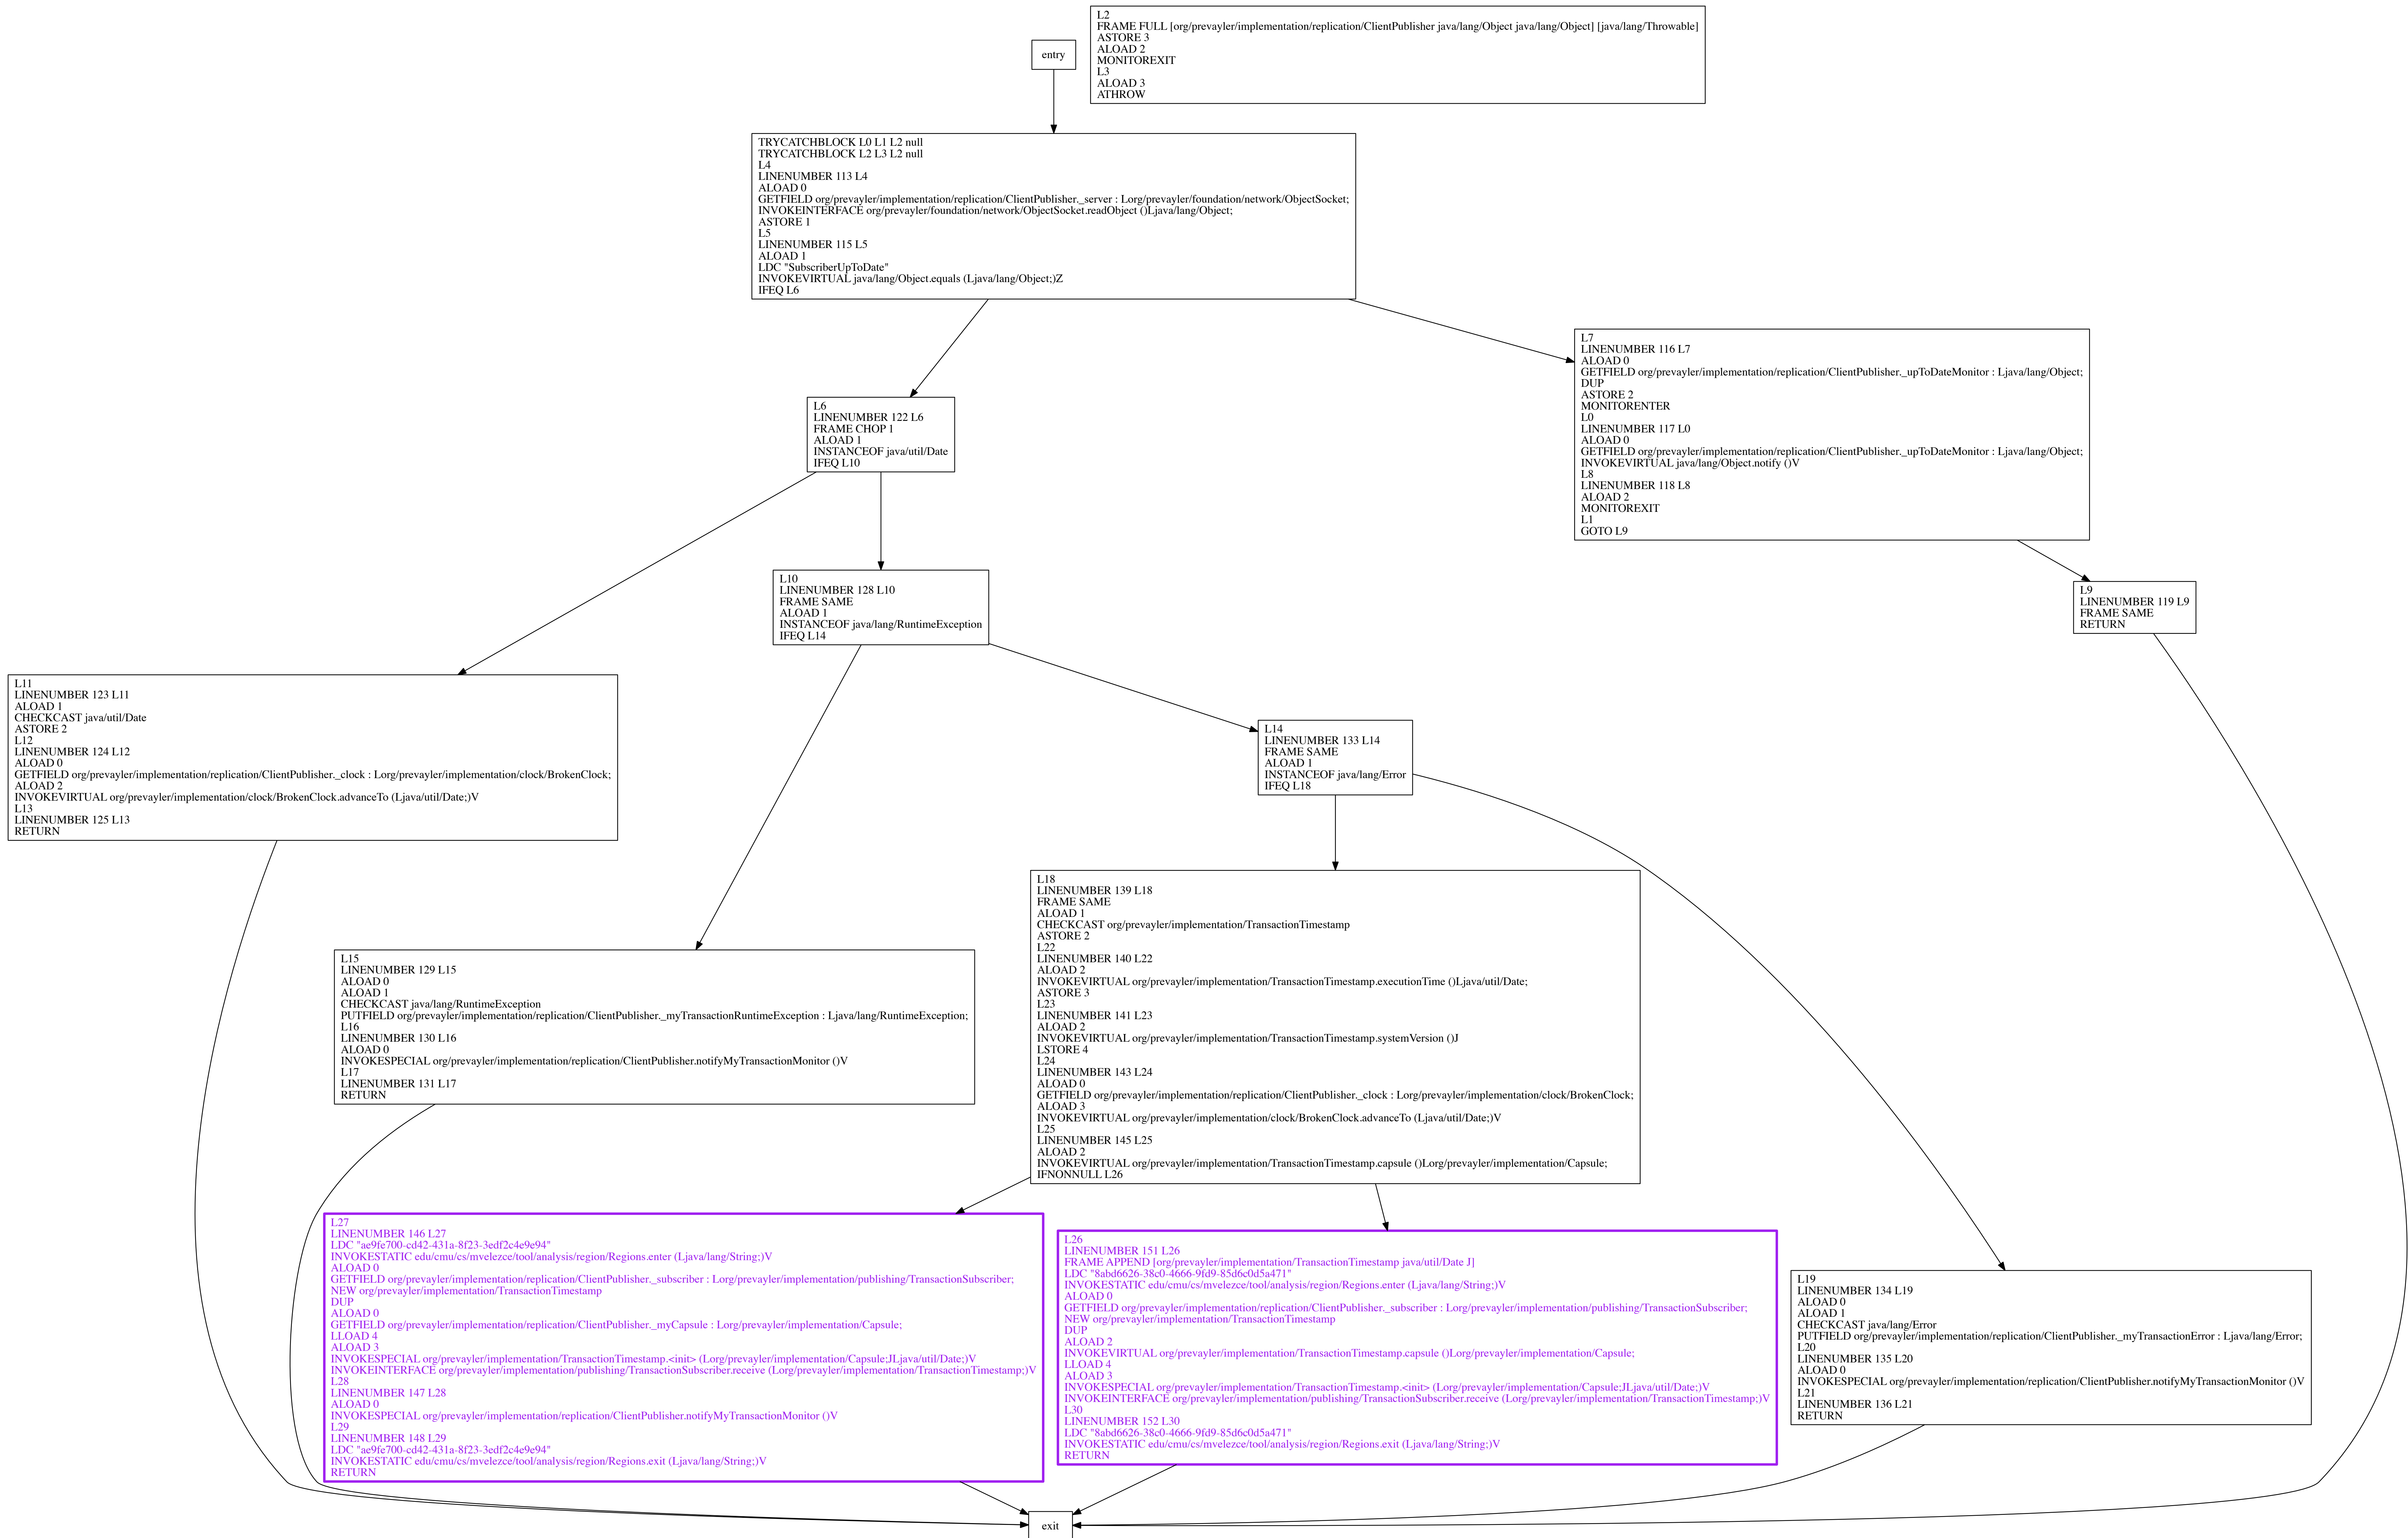 entry
L2
FRAME FULL [org/prevayler/implementation/replication/ClientPublisher java/lang/Object java/lang/Object] [java/lang/Throwable]
ASTORE 3
ALOAD 2
MONITOREXIT
L3
ALOAD 3
ATHROW
TRYCATCHBLOCK L0 L1 L2 null
TRYCATCHBLOCK L2 L3 L2 null
L4
LINENUMBER 113 L4
ALOAD 0
GETFIELD org/prevayler/implementation/replication/ClientPublisher._server : Lorg/prevayler/foundation/network/ObjectSocket;
INVOKEINTERFACE org/prevayler/foundation/network/ObjectSocket.readObject ()Ljava/lang/Object;
ASTORE 1
L5
LINENUMBER 115 L5
ALOAD 1
LDC "SubscriberUpToDate"
INVOKEVIRTUAL java/lang/Object.equals (Ljava/lang/Object;)Z
IFEQ L6
L7
LINENUMBER 116 L7
ALOAD 0
GETFIELD org/prevayler/implementation/replication/ClientPublisher._upToDateMonitor : Ljava/lang/Object;
DUP
ASTORE 2
MONITORENTER
L0
LINENUMBER 117 L0
ALOAD 0
GETFIELD org/prevayler/implementation/replication/ClientPublisher._upToDateMonitor : Ljava/lang/Object;
INVOKEVIRTUAL java/lang/Object.notify ()V
L8
LINENUMBER 118 L8
ALOAD 2
MONITOREXIT
L1
GOTO L9
L6
LINENUMBER 122 L6
FRAME CHOP 1
ALOAD 1
INSTANCEOF java/util/Date
IFEQ L10
L10
LINENUMBER 128 L10
FRAME SAME
ALOAD 1
INSTANCEOF java/lang/RuntimeException
IFEQ L14
L9
LINENUMBER 119 L9
FRAME SAME
RETURN
L11
LINENUMBER 123 L11
ALOAD 1
CHECKCAST java/util/Date
ASTORE 2
L12
LINENUMBER 124 L12
ALOAD 0
GETFIELD org/prevayler/implementation/replication/ClientPublisher._clock : Lorg/prevayler/implementation/clock/BrokenClock;
ALOAD 2
INVOKEVIRTUAL org/prevayler/implementation/clock/BrokenClock.advanceTo (Ljava/util/Date;)V
L13
LINENUMBER 125 L13
RETURN
L14
LINENUMBER 133 L14
FRAME SAME
ALOAD 1
INSTANCEOF java/lang/Error
IFEQ L18
L18
LINENUMBER 139 L18
FRAME SAME
ALOAD 1
CHECKCAST org/prevayler/implementation/TransactionTimestamp
ASTORE 2
L22
LINENUMBER 140 L22
ALOAD 2
INVOKEVIRTUAL org/prevayler/implementation/TransactionTimestamp.executionTime ()Ljava/util/Date;
ASTORE 3
L23
LINENUMBER 141 L23
ALOAD 2
INVOKEVIRTUAL org/prevayler/implementation/TransactionTimestamp.systemVersion ()J
LSTORE 4
L24
LINENUMBER 143 L24
ALOAD 0
GETFIELD org/prevayler/implementation/replication/ClientPublisher._clock : Lorg/prevayler/implementation/clock/BrokenClock;
ALOAD 3
INVOKEVIRTUAL org/prevayler/implementation/clock/BrokenClock.advanceTo (Ljava/util/Date;)V
L25
LINENUMBER 145 L25
ALOAD 2
INVOKEVIRTUAL org/prevayler/implementation/TransactionTimestamp.capsule ()Lorg/prevayler/implementation/Capsule;
IFNONNULL L26
L15
LINENUMBER 129 L15
ALOAD 0
ALOAD 1
CHECKCAST java/lang/RuntimeException
PUTFIELD org/prevayler/implementation/replication/ClientPublisher._myTransactionRuntimeException : Ljava/lang/RuntimeException;
L16
LINENUMBER 130 L16
ALOAD 0
INVOKESPECIAL org/prevayler/implementation/replication/ClientPublisher.notifyMyTransactionMonitor ()V
L17
LINENUMBER 131 L17
RETURN
L27
LINENUMBER 146 L27
LDC "ae9fe700-cd42-431a-8f23-3edf2c4e9e94"
INVOKESTATIC edu/cmu/cs/mvelezce/tool/analysis/region/Regions.enter (Ljava/lang/String;)V
ALOAD 0
GETFIELD org/prevayler/implementation/replication/ClientPublisher._subscriber : Lorg/prevayler/implementation/publishing/TransactionSubscriber;
NEW org/prevayler/implementation/TransactionTimestamp
DUP
ALOAD 0
GETFIELD org/prevayler/implementation/replication/ClientPublisher._myCapsule : Lorg/prevayler/implementation/Capsule;
LLOAD 4
ALOAD 3
INVOKESPECIAL org/prevayler/implementation/TransactionTimestamp.&lt;init&gt; (Lorg/prevayler/implementation/Capsule;JLjava/util/Date;)V
INVOKEINTERFACE org/prevayler/implementation/publishing/TransactionSubscriber.receive (Lorg/prevayler/implementation/TransactionTimestamp;)V
L28
LINENUMBER 147 L28
ALOAD 0
INVOKESPECIAL org/prevayler/implementation/replication/ClientPublisher.notifyMyTransactionMonitor ()V
L29
LINENUMBER 148 L29
LDC "ae9fe700-cd42-431a-8f23-3edf2c4e9e94"
INVOKESTATIC edu/cmu/cs/mvelezce/tool/analysis/region/Regions.exit (Ljava/lang/String;)V
RETURN
L26
LINENUMBER 151 L26
FRAME APPEND [org/prevayler/implementation/TransactionTimestamp java/util/Date J]
LDC "8abd6626-38c0-4666-9fd9-85d6c0d5a471"
INVOKESTATIC edu/cmu/cs/mvelezce/tool/analysis/region/Regions.enter (Ljava/lang/String;)V
ALOAD 0
GETFIELD org/prevayler/implementation/replication/ClientPublisher._subscriber : Lorg/prevayler/implementation/publishing/TransactionSubscriber;
NEW org/prevayler/implementation/TransactionTimestamp
DUP
ALOAD 2
INVOKEVIRTUAL org/prevayler/implementation/TransactionTimestamp.capsule ()Lorg/prevayler/implementation/Capsule;
LLOAD 4
ALOAD 3
INVOKESPECIAL org/prevayler/implementation/TransactionTimestamp.&lt;init&gt; (Lorg/prevayler/implementation/Capsule;JLjava/util/Date;)V
INVOKEINTERFACE org/prevayler/implementation/publishing/TransactionSubscriber.receive (Lorg/prevayler/implementation/TransactionTimestamp;)V
L30
LINENUMBER 152 L30
LDC "8abd6626-38c0-4666-9fd9-85d6c0d5a471"
INVOKESTATIC edu/cmu/cs/mvelezce/tool/analysis/region/Regions.exit (Ljava/lang/String;)V
RETURN
L19
LINENUMBER 134 L19
ALOAD 0
ALOAD 1
CHECKCAST java/lang/Error
PUTFIELD org/prevayler/implementation/replication/ClientPublisher._myTransactionError : Ljava/lang/Error;
L20
LINENUMBER 135 L20
ALOAD 0
INVOKESPECIAL org/prevayler/implementation/replication/ClientPublisher.notifyMyTransactionMonitor ()V
L21
LINENUMBER 136 L21
RETURN
exit